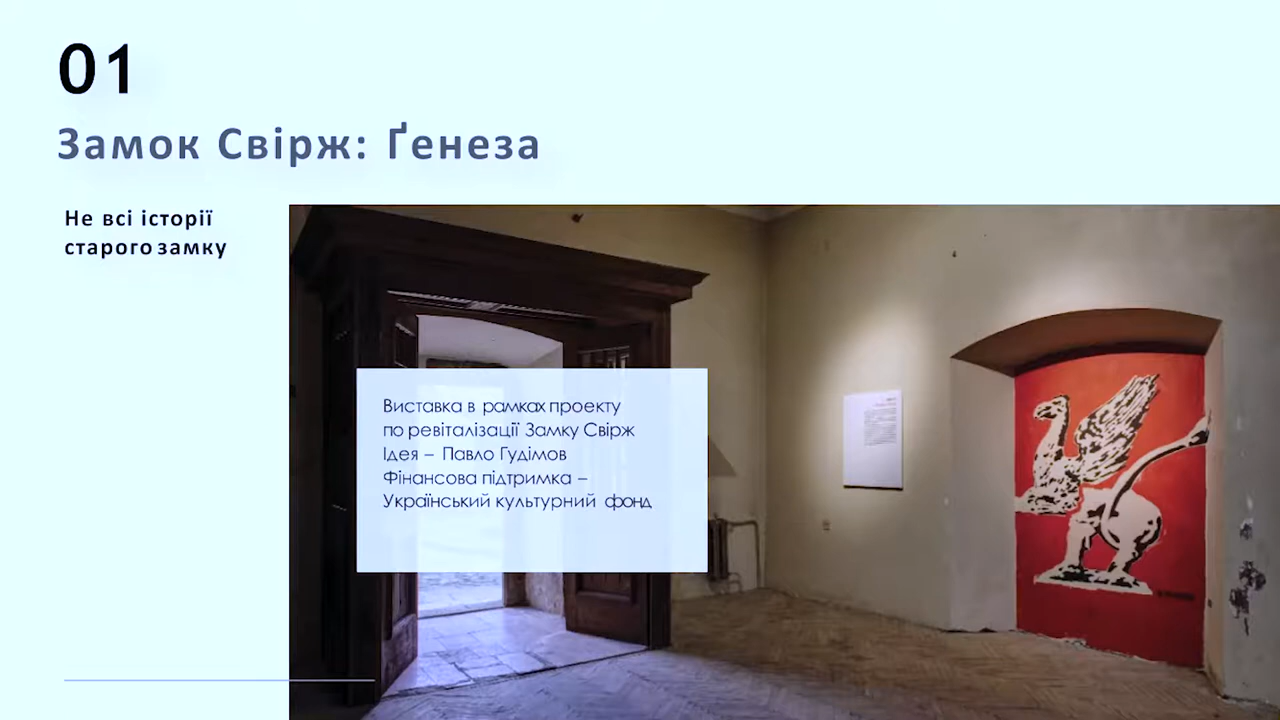 01
Замок Свірж: Ґенеза
Не всі історії
старого замку
Виставка в рамках проекту
по ревіталізації Замку Свірж
Ідея – Павло Гудімов
Фінансова підтримка –
Український культурний фонд